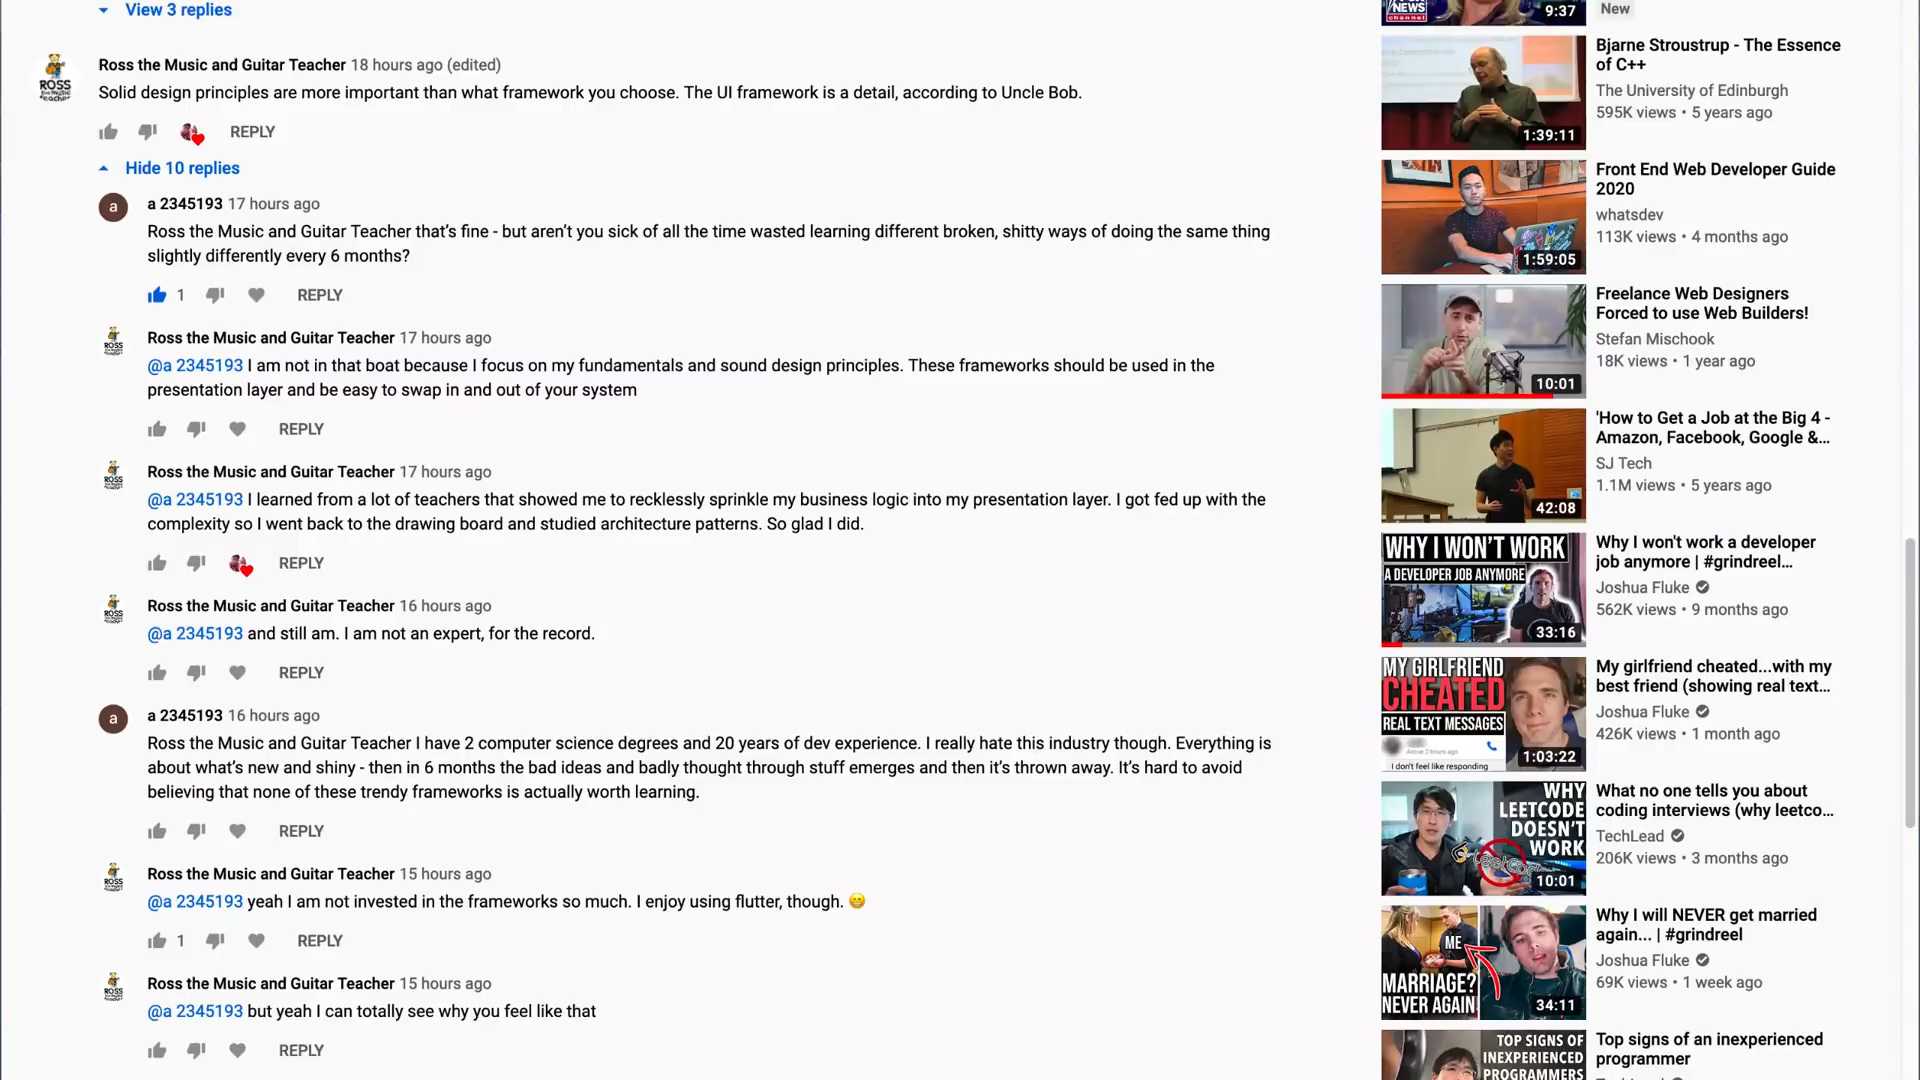 View 3 replies
Ross the Music and Guitar Teacher 18 hours ago (edited)
Solid design principles are more important than what framework you choose. The UI framework is a detail, according to Uncle Bob.
REPLY
Hide 10 replies
a
a 2345193 17 hours ago
Ross the Music and Guitar Teacher that's fine - but aren't you sick of all the time wasted learning different broken, shitty ways of doing the same thing
slightly differently every 6 months?
1 REPLY
Ross the Music and Guitar Teacher 17 hours ago
@a 2345193 I am not in that boat because I focus on my fundamentals and sound design principles. These frameworks should be used in the
presentation layer and be easy to swap in and out of your system
REPLY
Ross the Music and Guitar Teacher 17 hours ago
@a 2345193 I learned from a lot of teachers that showed me to recklessly sprinkle my business logic into my presentation layer. I got fed up with the
complexity so I went back to the drawing board and studied architecture patterns. So glad I did.
REPLY
Ross the Music and Guitar Teacher 16 hours ago
@a 2345193 and still am. I am not an expert, for the record.
REPLY
a
a 2345193 16 hours ago
Ross the Music and Guitar Teacher I have 2 computer science degrees and 20 years of dev experience. I really hate this industry though. Everything is
about what's new and shiny - then in 6 months the bad ideas and badly thought through stuff emerges and then it's thrown away. It's hard to avoid
believing that none of these trendy frameworks is actually worth learning.
REPLY
Ross the Music and Guitar Teacher 15 hours ago
@a 2345193 yeah I am not invested in the frameworks so much. I enjoy using flutter, though. 😁
1 REPLY
Ross the Music and Guitar Teacher 15 hours ago
@a 2345193 but yeah I can totally see why you feel like that
REPLY
NEWS
channel
9:37
New
1:39:11
Bjarne Stroustrup - The Essence
of C++
The University of Edinburgh
595K views • 5 years ago
1:59:05
Front End Web Developer Guide
2020
whatsdev
113K views • 4 months ago
10:01
Freelance Web Designers
Forced to use Web Builders!
Stefan Mischook
18K views • 1 year ago
42:08
'How to Get a Job at the Big 4 -
Amazon, Facebook, Google &...
SJ Tech
1.1M views • 5 years ago
WHY I WON'T WORK
A DEVELOPER JOB ANYMORE
33:16
Why I won't work a developer
job anymore | #grindreel...
Joshua Fluke
562K views • 9 months ago
MY GIRLFRIEND
CHEATED
REAL TEXT MESSAGES
Active 2 hours ago
I don't feel like responding
1:03:22
My girlfriend cheated...with my
best friend (showing real text...
Joshua Fluke
426K views • 1 month ago
WHY
LEETCODE
DOESN'T
WORK
10:01
What no one tells you about
coding interviews (why leetco...
TechLead
206K views • 3 months ago
ME
MARRIAGE?
NEVER AGAIN
34:11
Why I will NEVER get married
again... | #grindreel
Joshua Fluke
69K views • 1 week ago
TOP SIGNS OF
INEXPERIENCED
PROGRAMMERS
Top signs of an inexperienced
programmer